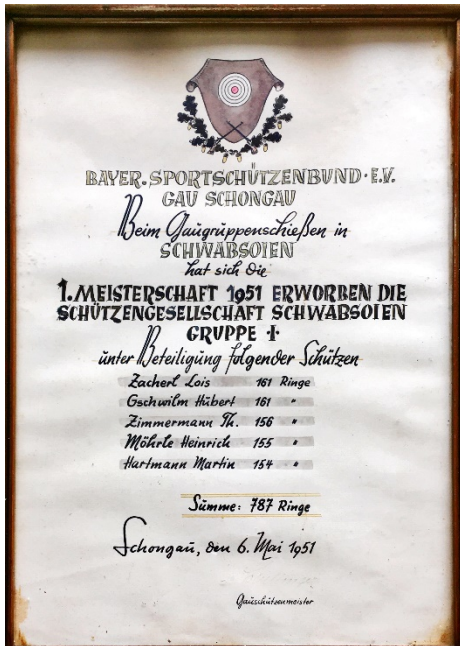 BAYER. SPORTSCHÜTZENBUND · E.V.
GAU SCHONGAU
Beim Gaugruppenschießen in
SCHWABSOIEN
hat sich die
1. MEISTERSCHAFT 1951 ERWORBEN DIE
SCHÜTZENGESELLSCHAFT SCHWABSOIEN
GRUPPE I
unter Beteiligung folgender Schützen
Zacherl Lois 161 Ringe
Gschwilm Hübert 161 "
Zimmermann Th. 156 "
Möhrle Heinrich 155 "
Hartmann Martin 154 "
Sümme: 787 Ringe
Schongau, den 6. Mai 1951
Gauschützenmeister